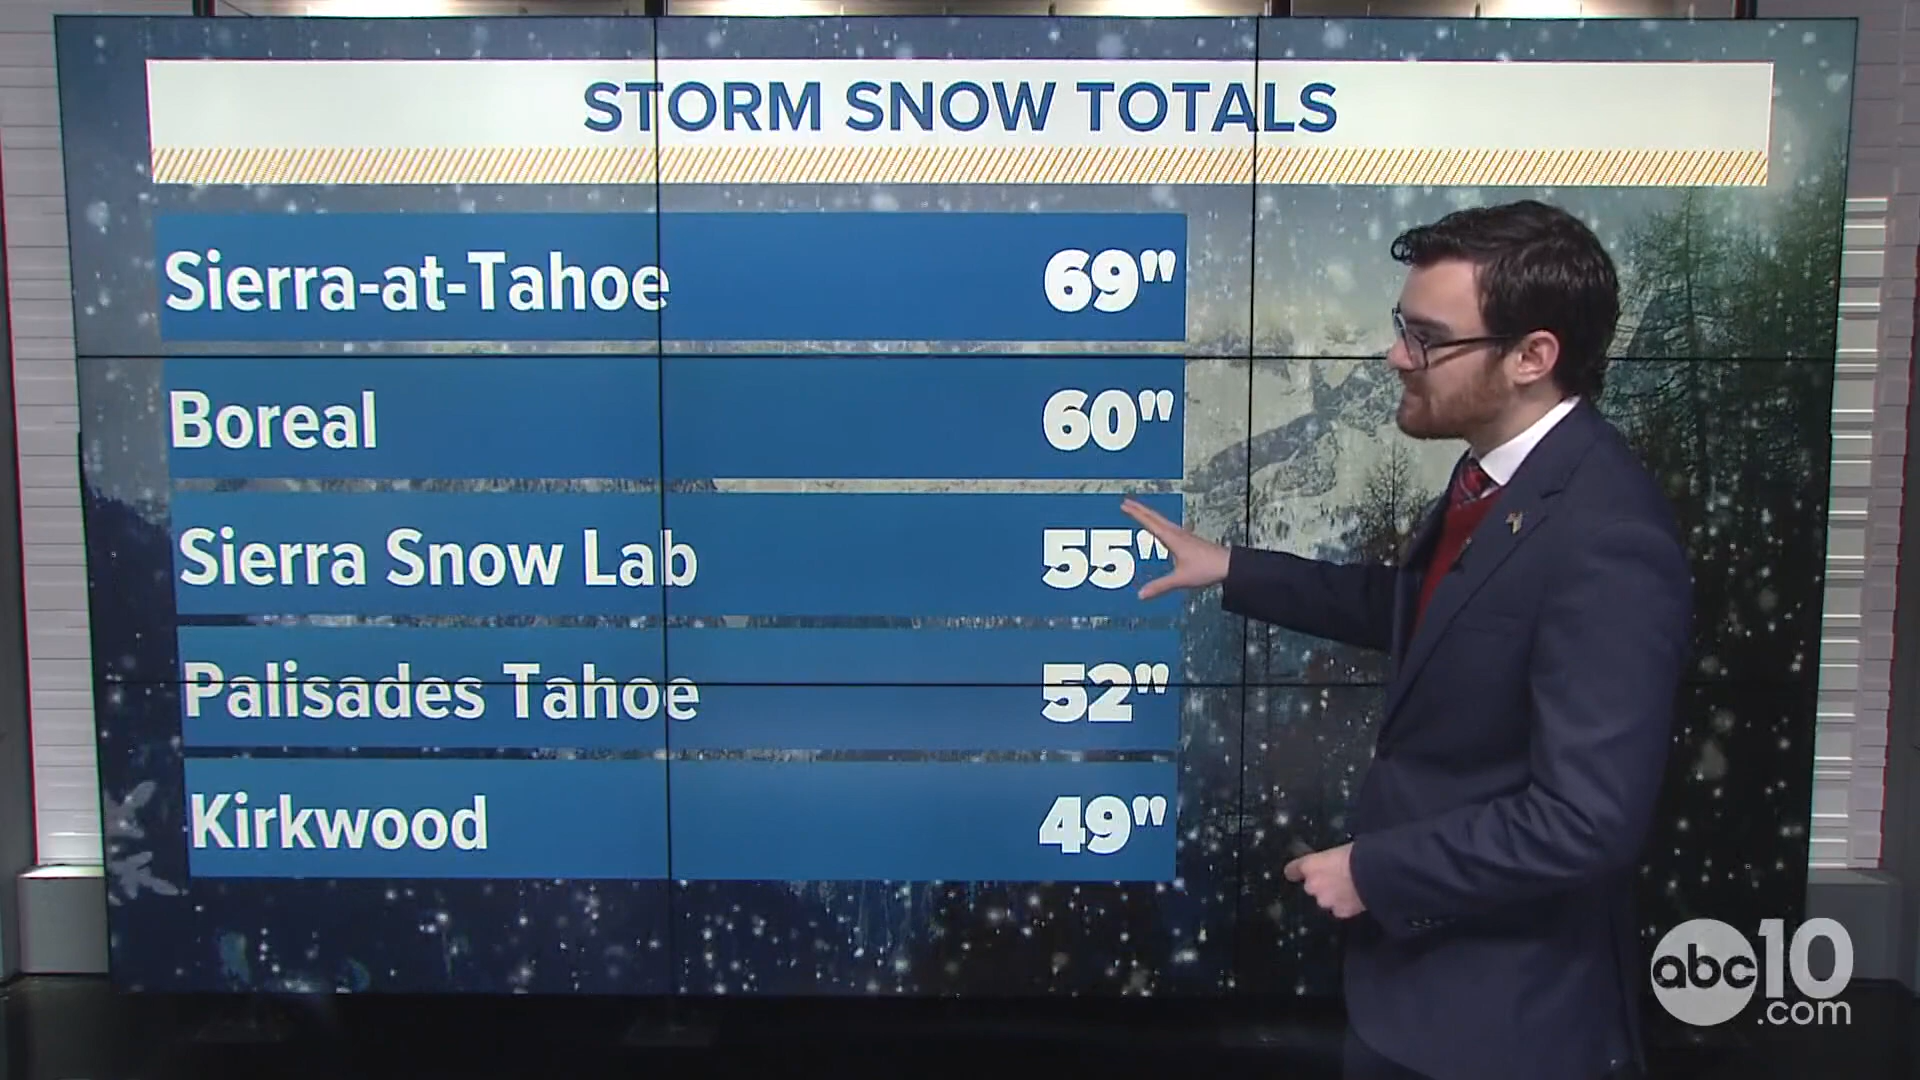 STORM SNOW TOTALS
Sierra-at-Tahoe 69"
Boreal 60"
Sierra Snow Lab 55"
Palisades Tahoe 52"
Kirkwood 49"
abc10
.com